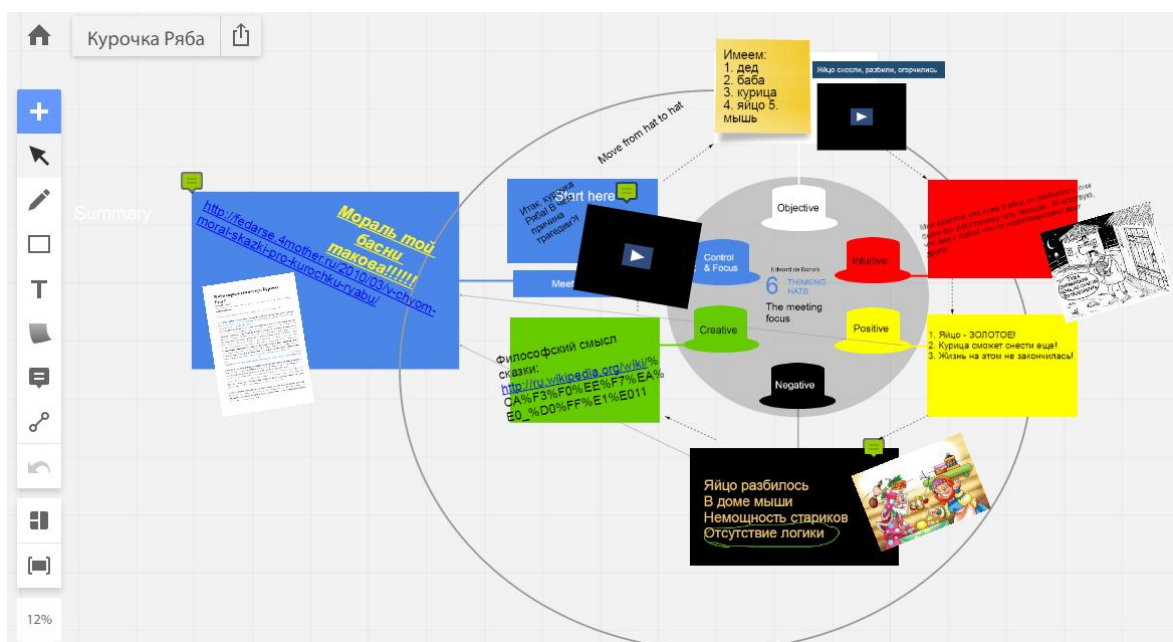 Курочка Ряба
Имеем:
1. дед
2. баба
3. курица
4. яйцо 5.
мышь
Яйцо снесли, разбили, огорчились
Move from hat to hat
Summary
http://fedarse.4mother.ru/2010/03/v-chyom-
moral-skazki-pro-kurochku-ryabu/
Мораль той
басни
такова!!!!!
Start here
Итак, курочка
Ряба! В чем
причина
трагедии?!
Meet
Objective
Control
& Focus
Intuitive
Edward de Bono's
6 THINKING
HATS
The meeting
focus
Creative
Positive
Negative
1. Яйцо - ЗОЛОТОЕ!
2. Курица сможет снести еще!
3. Жизнь на этом не закончилась!
Философский смысл
сказки:
http://ru.wikipedia.org/wiki/%
CA%F3%F0%EE%F7%EA%
E0_%D0%FF%E1%E011
Яйцо разбилось
В доме мыши
Немощность стариков
Отсутствие логики
12%